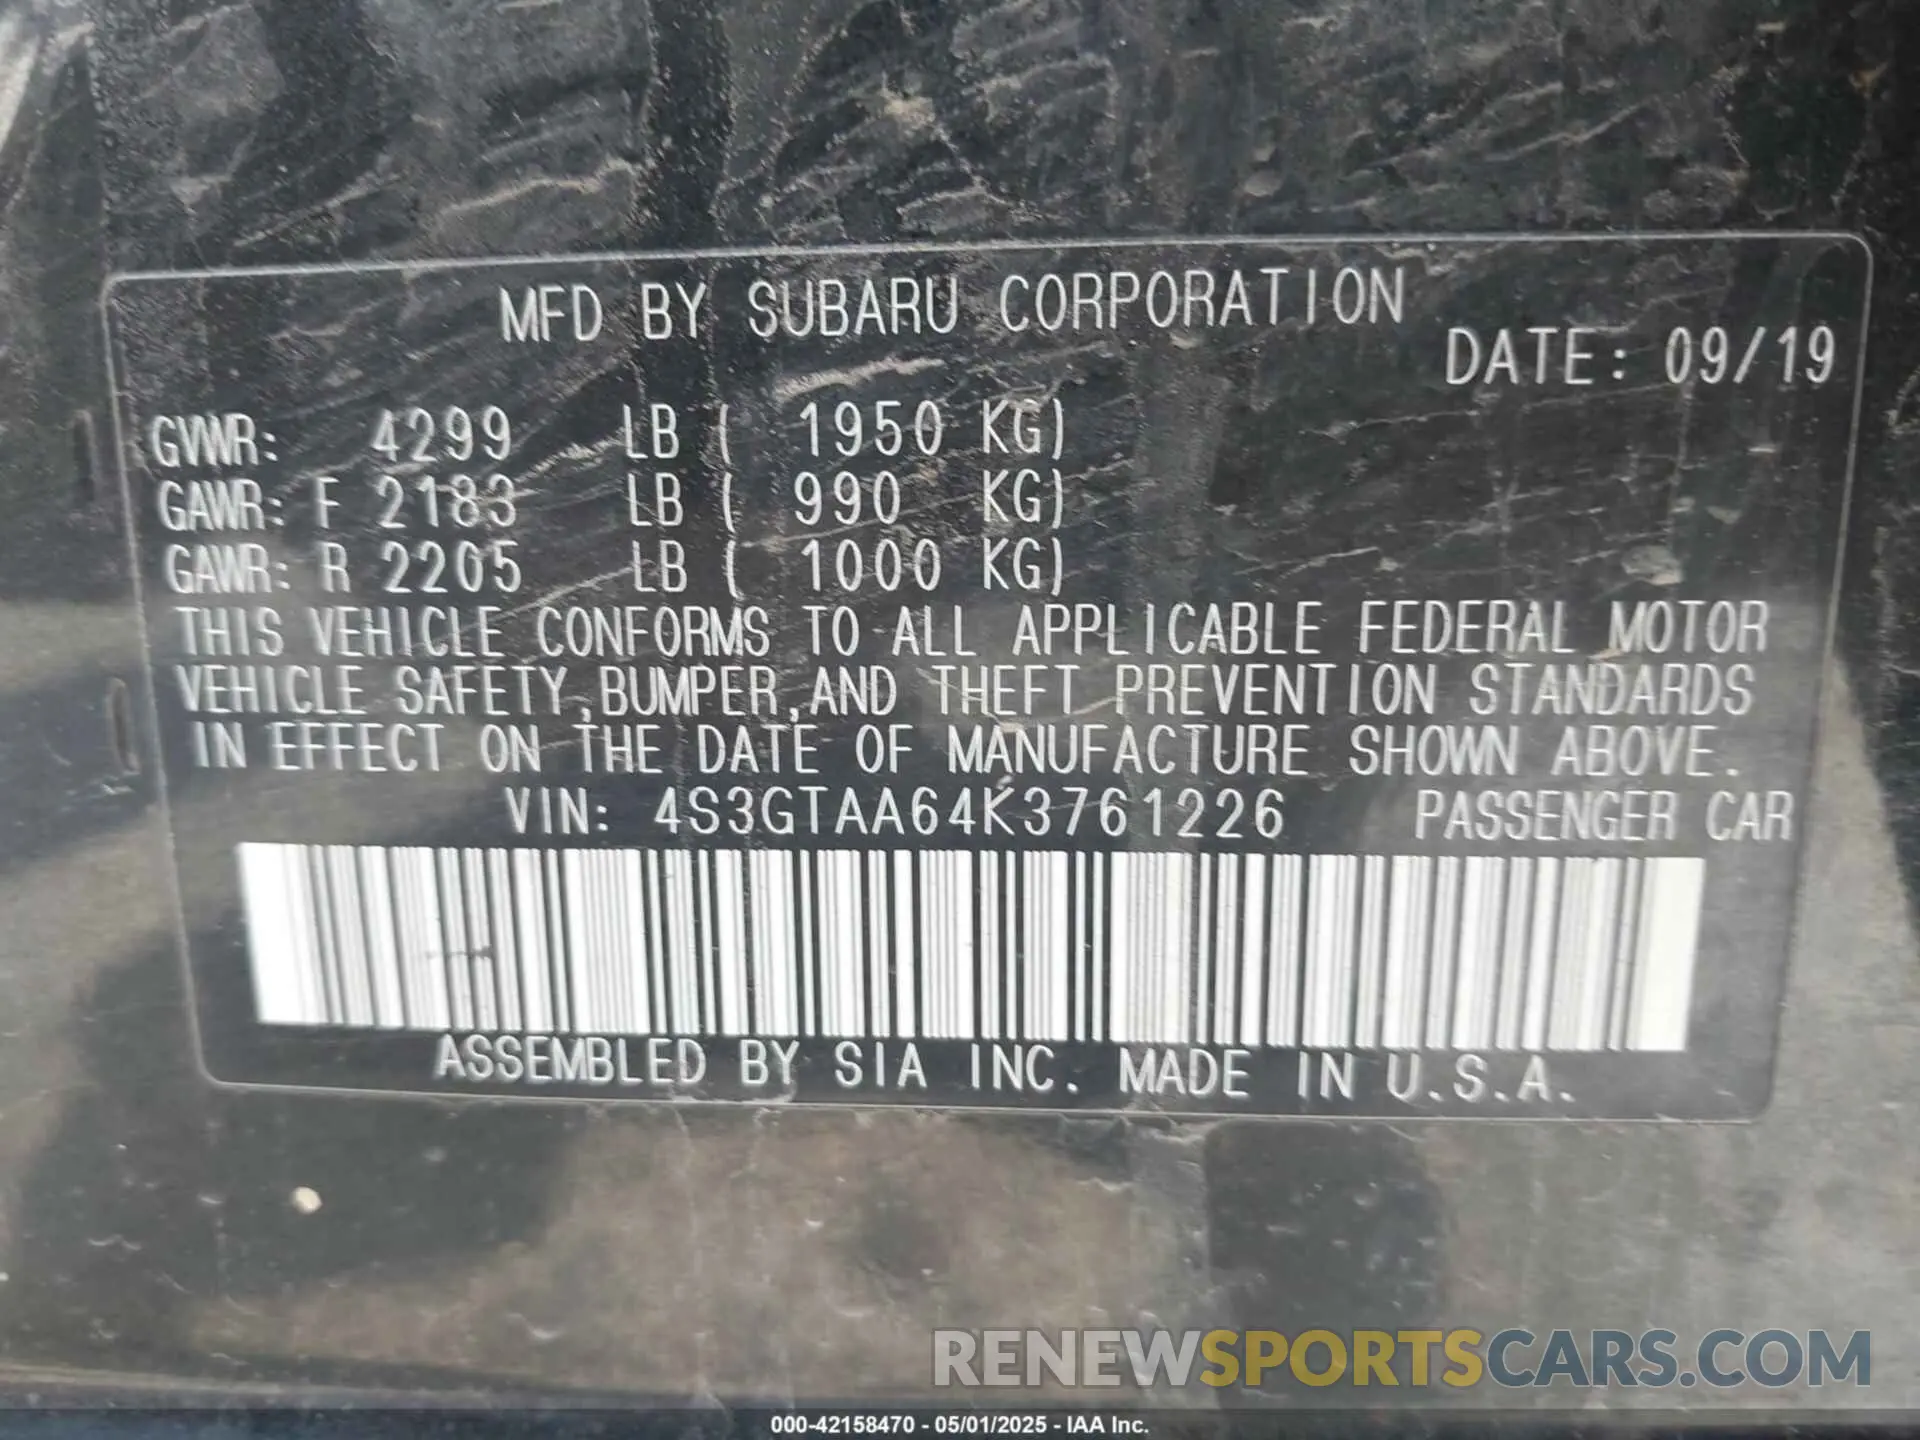 MFD BY SUBARU CORPORATION
DATE: 09/19
GVWR: 4299 LB ( 1950 KG)
GAWR: F 2183 LB ( 990 KG)
GAWR: R 2205 LB ( 1000 KG)
THIS VEHICLE CONFORMS TO ALL APPLICABLE FEDERAL MOTOR
VEHICLE SAFETY,BUMPER,AND THEFT PREVENTION STANDARDS
IN EFFECT ON THE DATE OF MANUFACTURE SHOWN ABOVE.
VIN: 4S3GTAA64K3761226 PASSENGER CAR
ASSEMBLED BY SIA INC. MADE IN U.S.A.
RENEWSPORTSCARS.COM
000-42158470 - 05/01/2025 - IAA Inc.